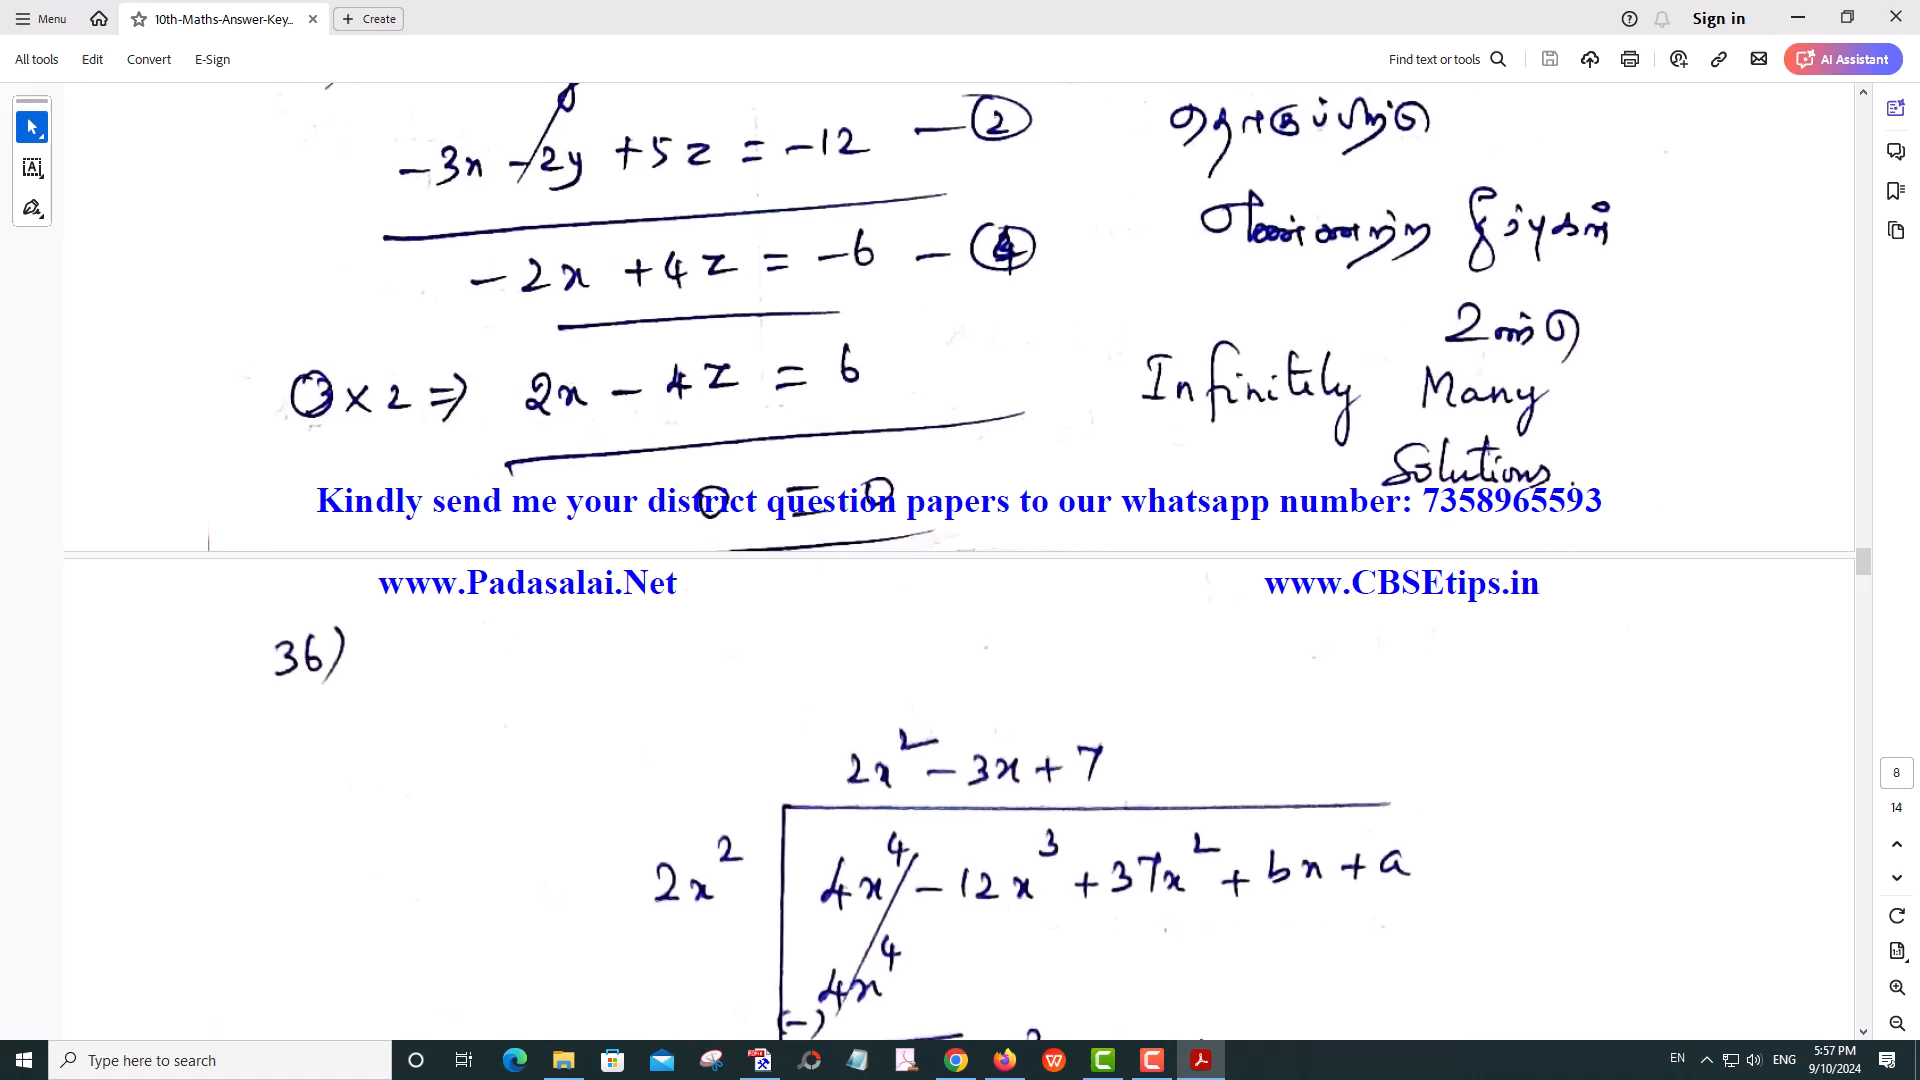 Menu
10th-Maths-Answer-Key...
Create
Sign in
All tools
Edit
Convert
E-Sign
Find text or tools
AI Assistant
-3x -2y +5z = -12 — ②
-2x +4z = -6 — ④
③ × 2 ⇒ 2x - 4z = 6
0 = 0
Infinitely Many
Solutions.
Kindly send me your district question papers to our whatsapp number: 7358965593
www.Padasalai.Net
www.CBSEtips.in
36)
2x² - 3x + 7
2x²
4x⁴ - 12x³ + 37x² + bx + a
4x⁴
(-)
8
14
Type here to search
EN
ENG
5:57 PM
9/10/2024